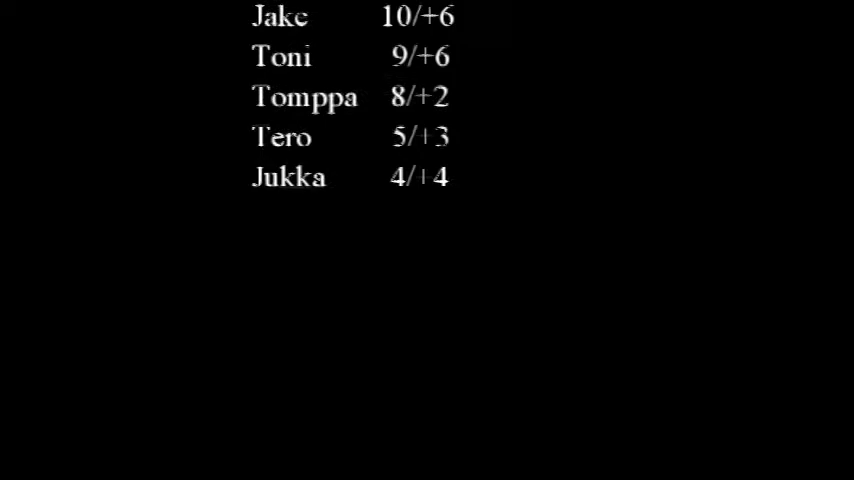 Jake 10/+6
Toni 9/+6
Tomppa 8/+2
Tero 5/+3
Jukka 4/+4